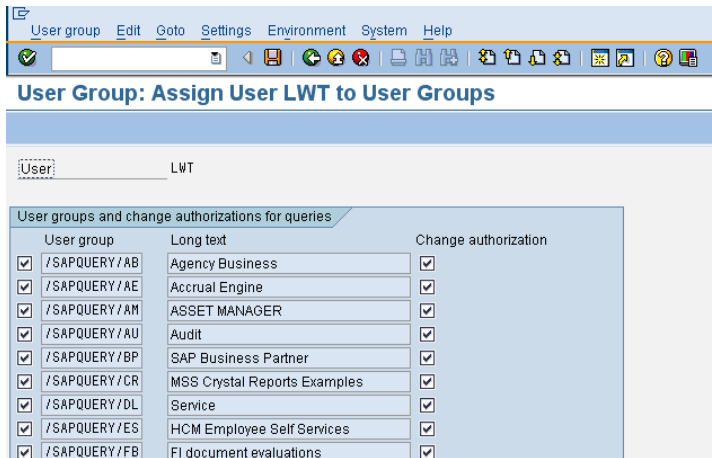 User group Edit Goto Settings Environment System Help
User Group: Assign User LWT to User Groups
User LWT
User groups and change authorizations for queries
User group Long text Change authorization
/SAPQUERY/AB Agency Business
/SAPQUERY/AE Accrual Engine
/SAPQUERY/AM ASSET MANAGER
/SAPQUERY/AU Audit
/SAPQUERY/BP SAP Business Partner
/SAPQUERY/CR MSS Crystal Reports Examples
/SAPQUERY/DL Service
/SAPQUERY/ES HCM Employee Self Services
/SAPQUERY/FB FI document evaluations